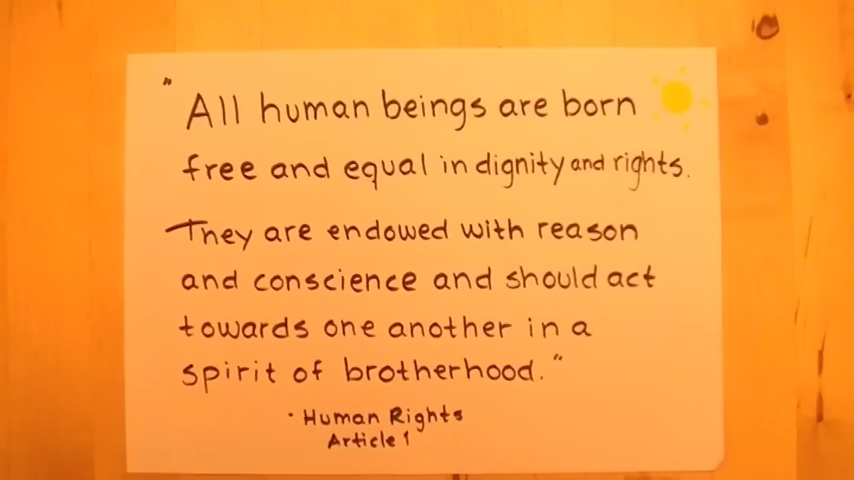 "All human beings are born
free and equal in dignity and rights.
They are endowed with reason
and conscience and should act
towards one another in a
spirit of brotherhood."
· Human Rights
Article 1